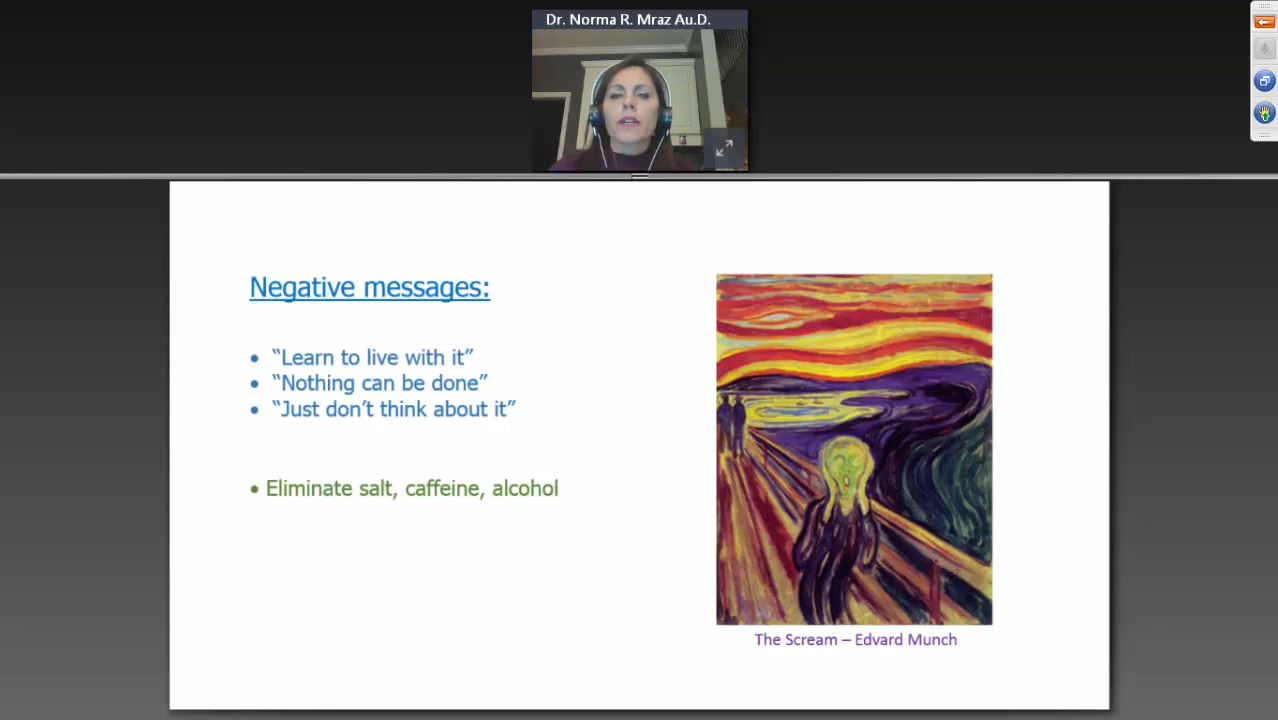 Dr. Norma R. Mraz Au.D.
Negative messages:
• “Learn to live with it”
• “Nothing can be done”
• “Just don’t think about it”
• Eliminate salt, caffeine, alcohol
The Scream – Edvard Munch